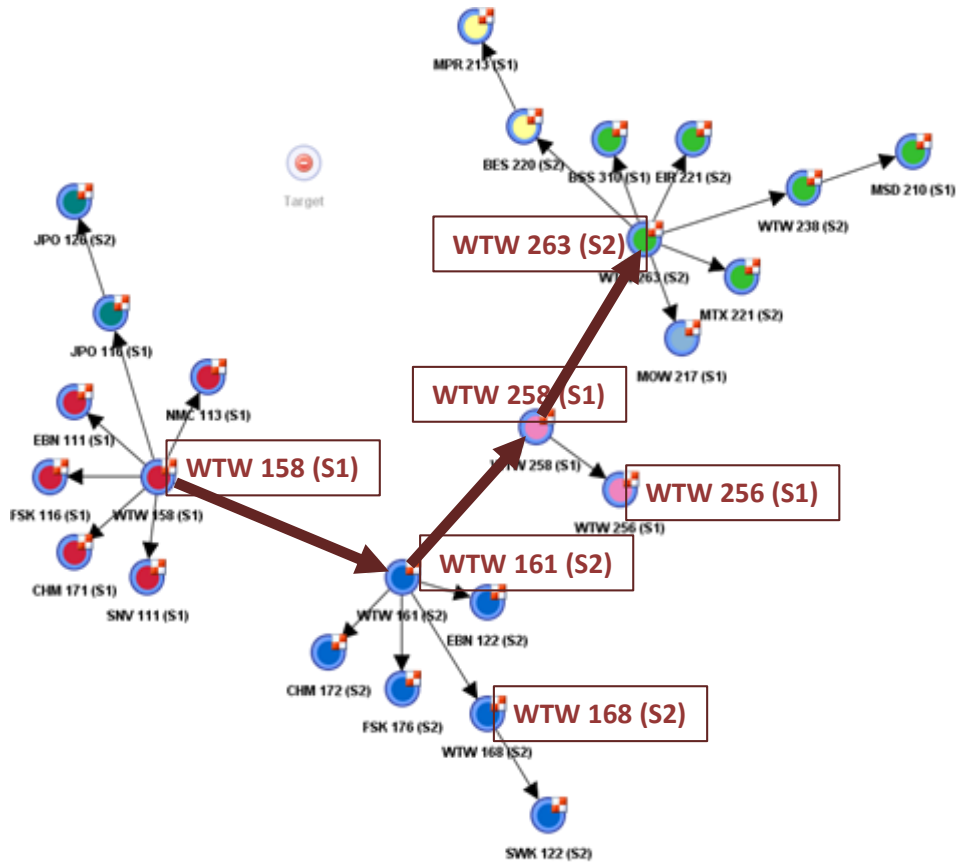 MPR 213 (S1)
BES 220 (S2)
BSS 310 (S1)
EIR 221 (S2)
MSD 210 (S1)
Target
WTW 238 (S2)
JPO 126 (S2)
WTW 263 (S2)
WTW 263 (S2)
MTX 221 (S2)
JPO 116 (S1)
MOW 217 (S1)
NMC 113 (S1)
WTW 258 (S1)
EBN 111 (S1)
WTW 158 (S1)
WTW 258 (S1)
WTW 256 (S1)
FSK 116 (S1)
WTW 158 (S1)
WTW 256 (S1)
WTW 161 (S2)
CHM 171 (S1)
SNV 111 (S1)
WTW 161 (S2)
EBN 122 (S2)
CHM 172 (S2)
WTW 168 (S2)
FSK 176 (S2)
WTW 168 (S2)
SWK 122 (S2)